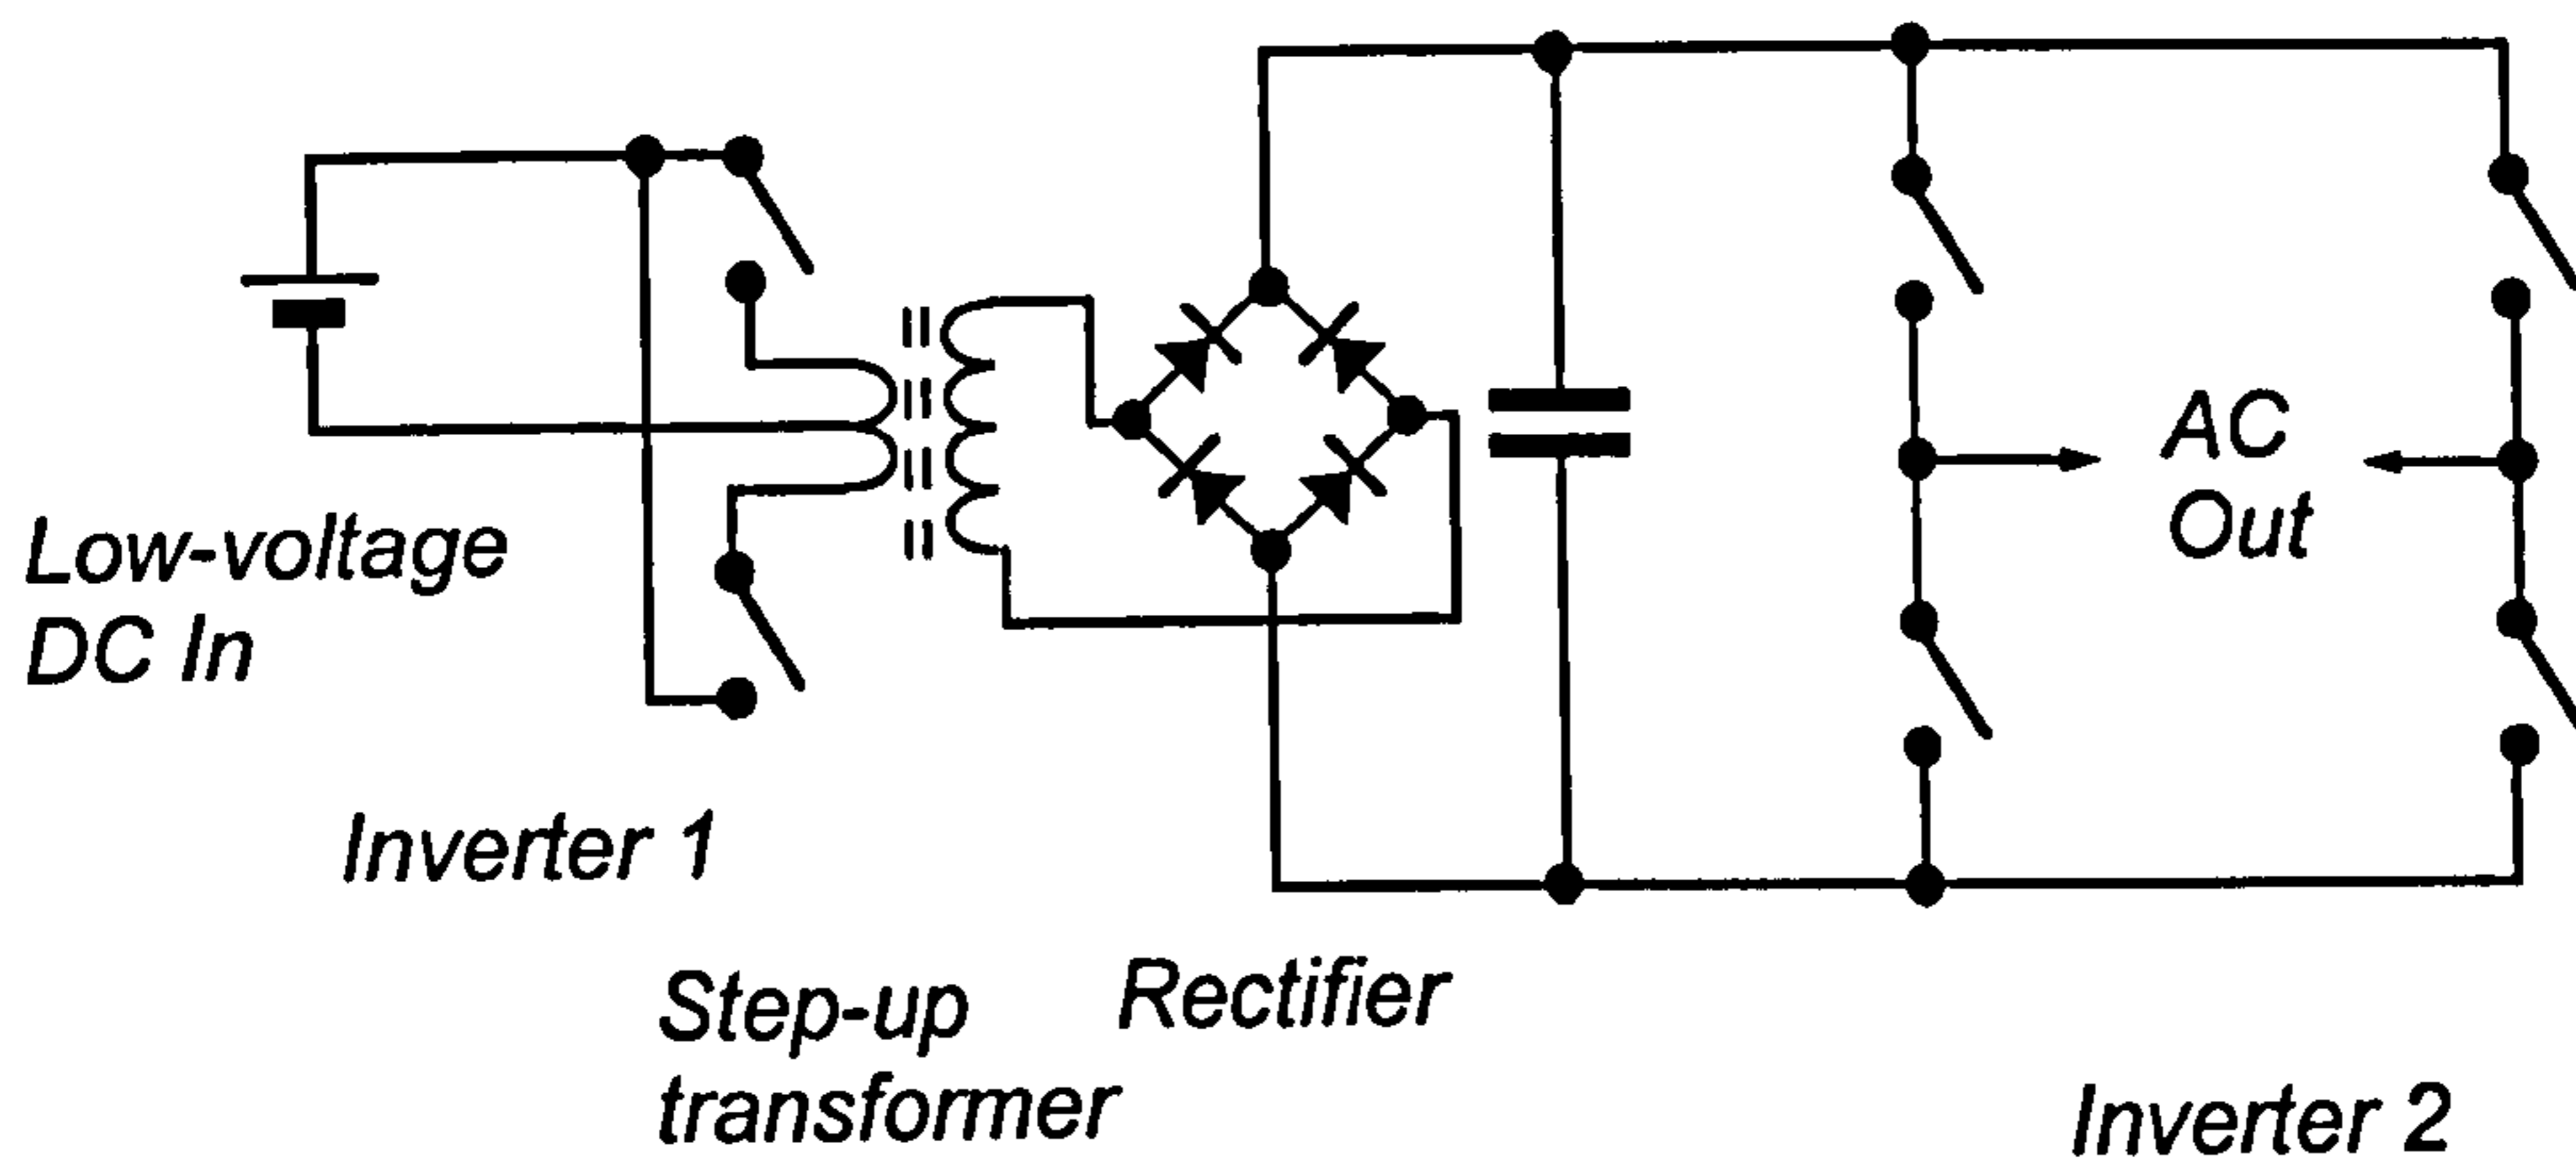 Low-voltage
DC In
AC
Out
Inverter 1
Step-up
transformer
Rectifier
Inverter 2